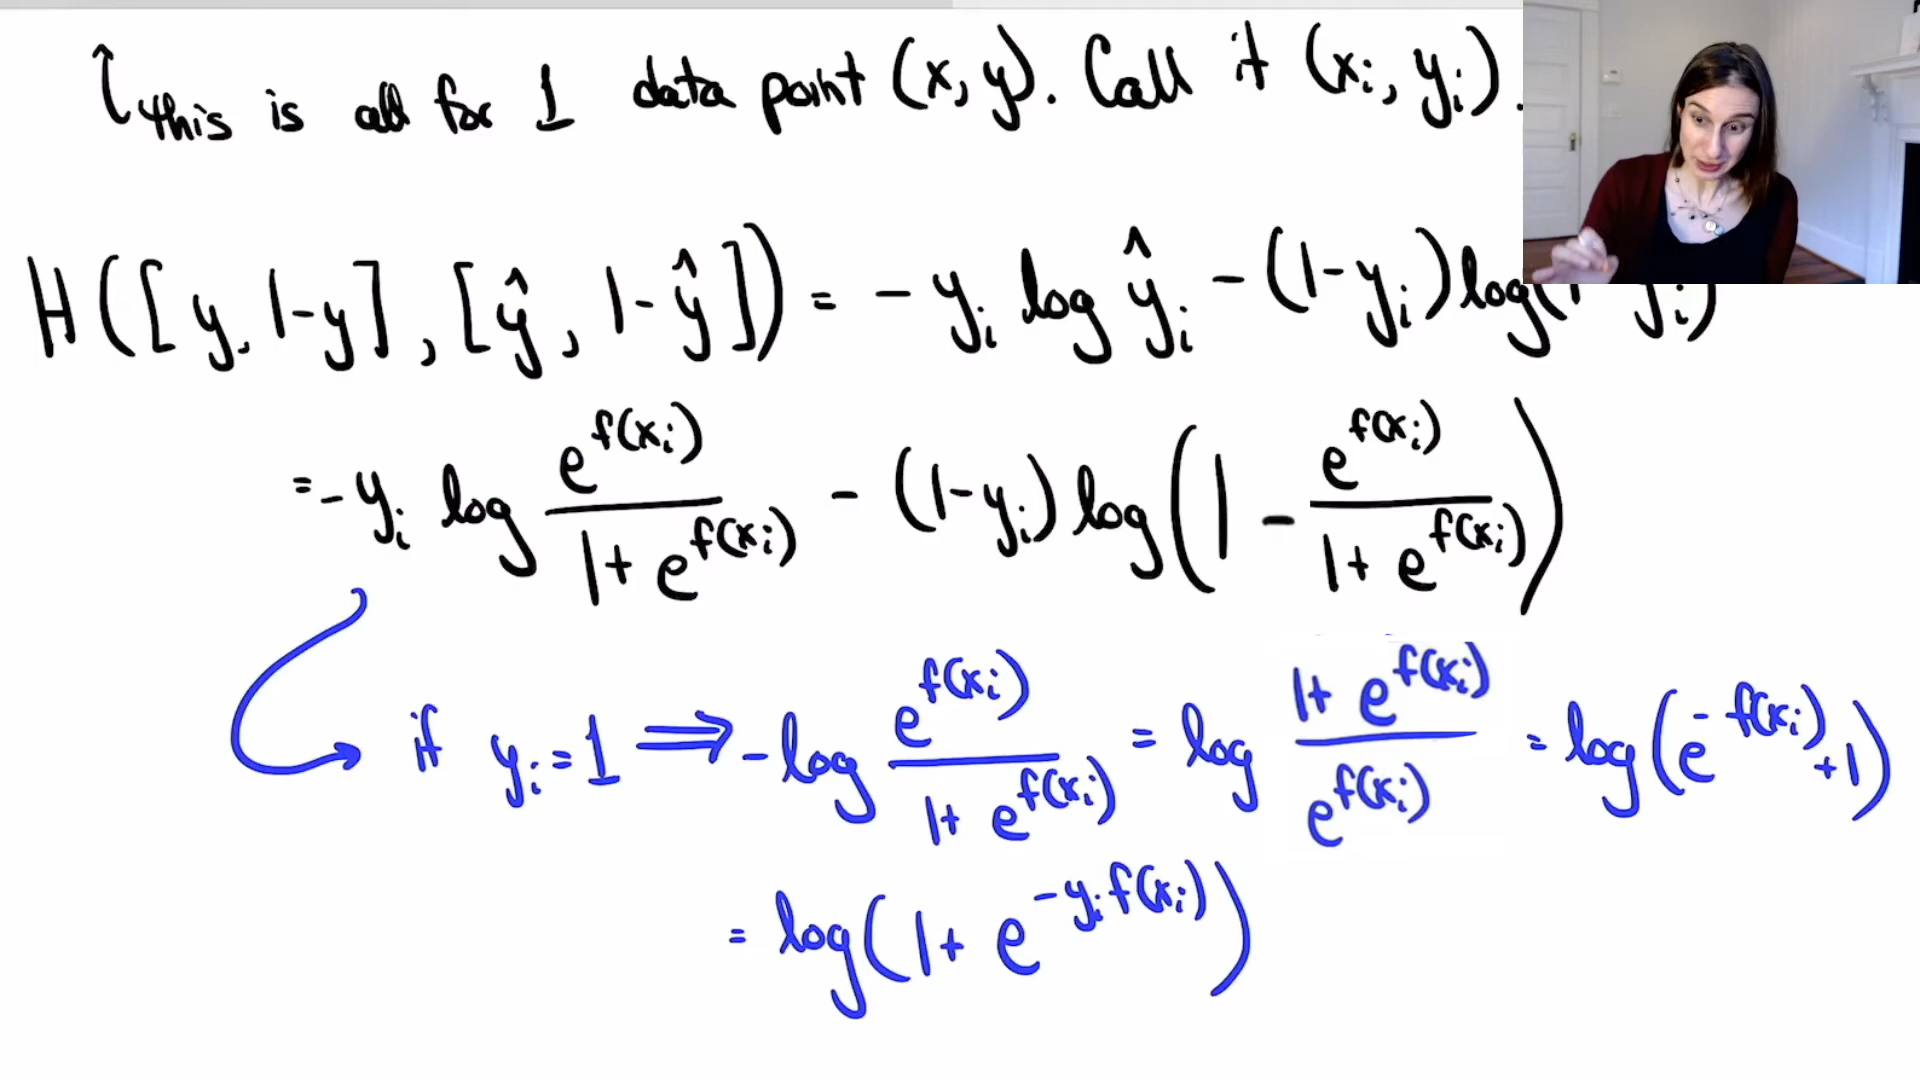 ↑ this is all for 1 data point (x, y). Call it (xᵢ, yᵢ).
H([y, 1-y], [ŷ, 1-ŷ]) = - yᵢ log ŷᵢ - (1-yᵢ) log(1 yᵢ)
= - yᵢ log e^f(xᵢ) / 1 + e^f(xᵢ) - (1-yᵢ) log(1 - e^f(xᵢ) / 1 + e^f(xᵢ))
if yᵢ = 1 ⟹ - log e^f(xᵢ) / 1 + e^f(xᵢ) = log 1 + e^f(xᵢ) / e^f(xᵢ) = log(e^-f(xᵢ) + 1)
= log(1 + e^-yᵢf(xᵢ))